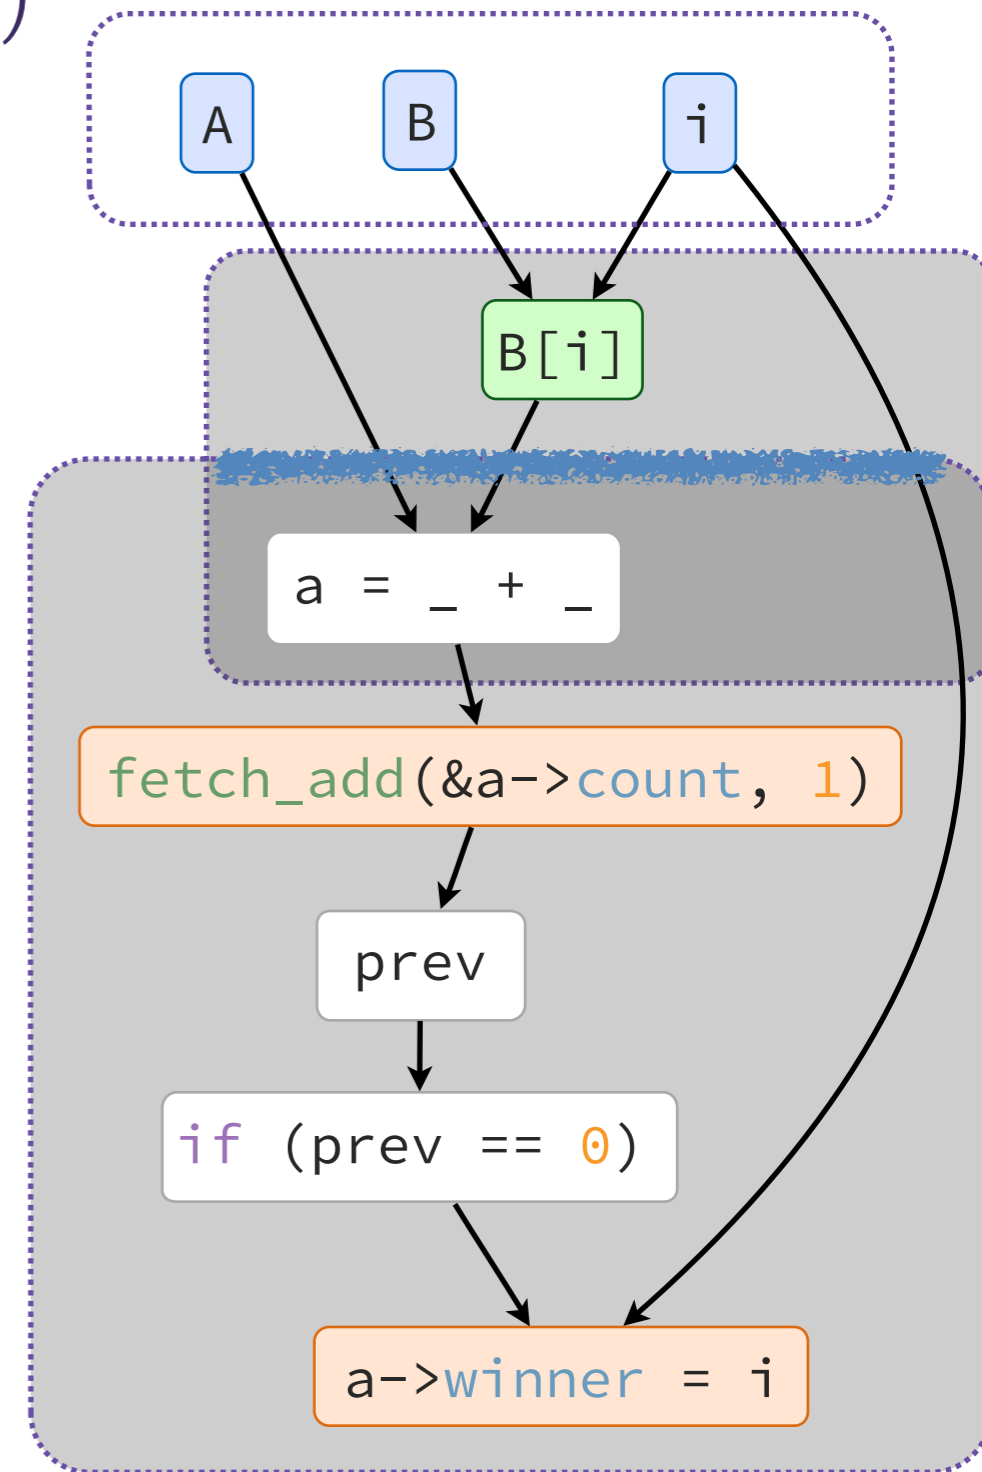 )
A B i
B[i]
a = _ + _
fetch_add(&a->count, 1)
prev
if (prev == 0)
a->winner = i